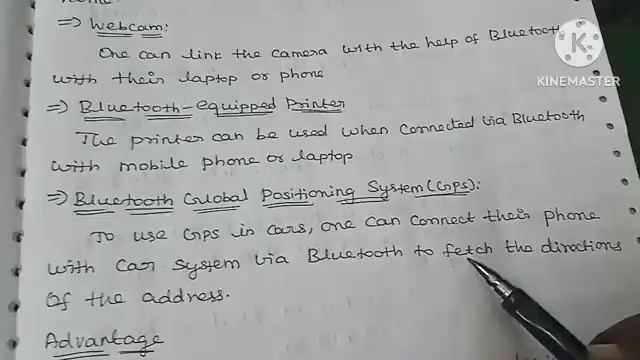 ⇒ Webcam:
One can link the camera with the help of Bluetooth
with their laptop or phone
⇒ Bluetooth-equipped Printer
The printer can be used when connected via Bluetooth
with mobile phone or laptop
⇒ Bluetooth Global Positioning System (GPS):
To use GPS in cars, one can connect their phone
with car system via Bluetooth to fetch the directions
of the address.
Advantage
KINEMASTER